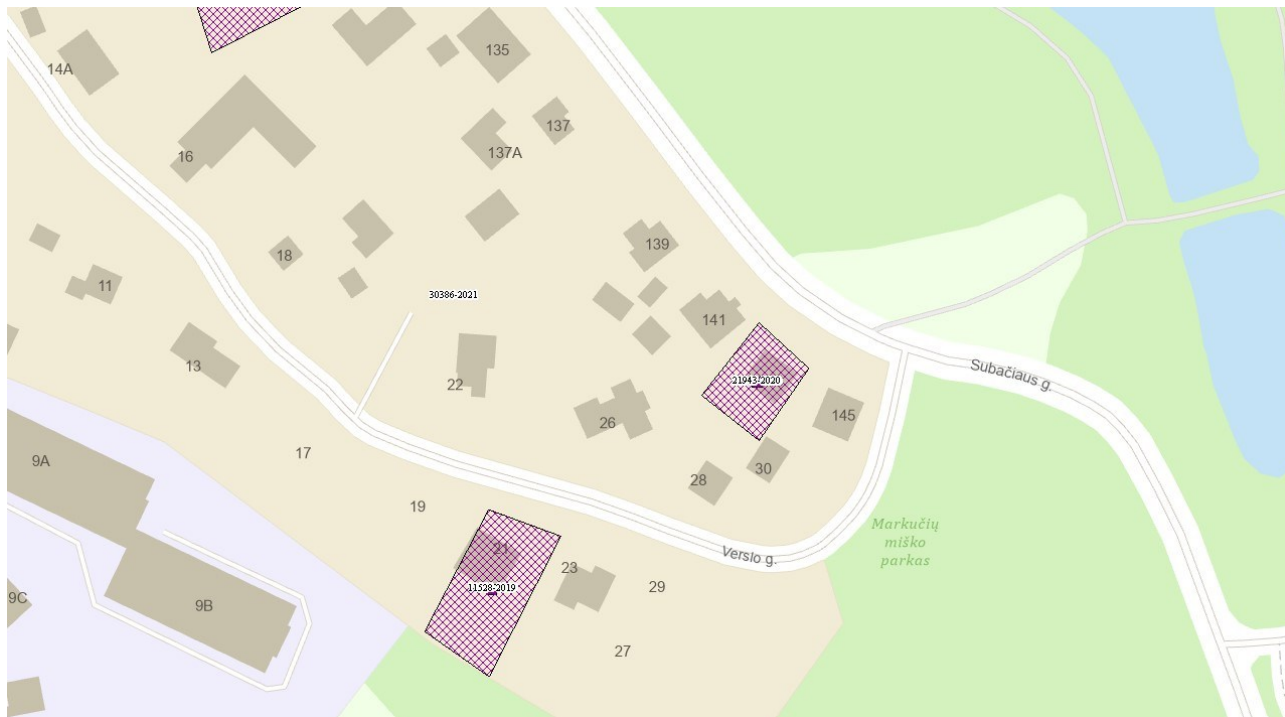 135
14A
137
137A
16
139
18
11
30386-2021
141
Subačiaus g.
13
21943-2020
22
145
26
17
9A
30
28
19
Markučių
miško
parkas
21
Verslo g.
23
11528-2019
29
9C
9B
27